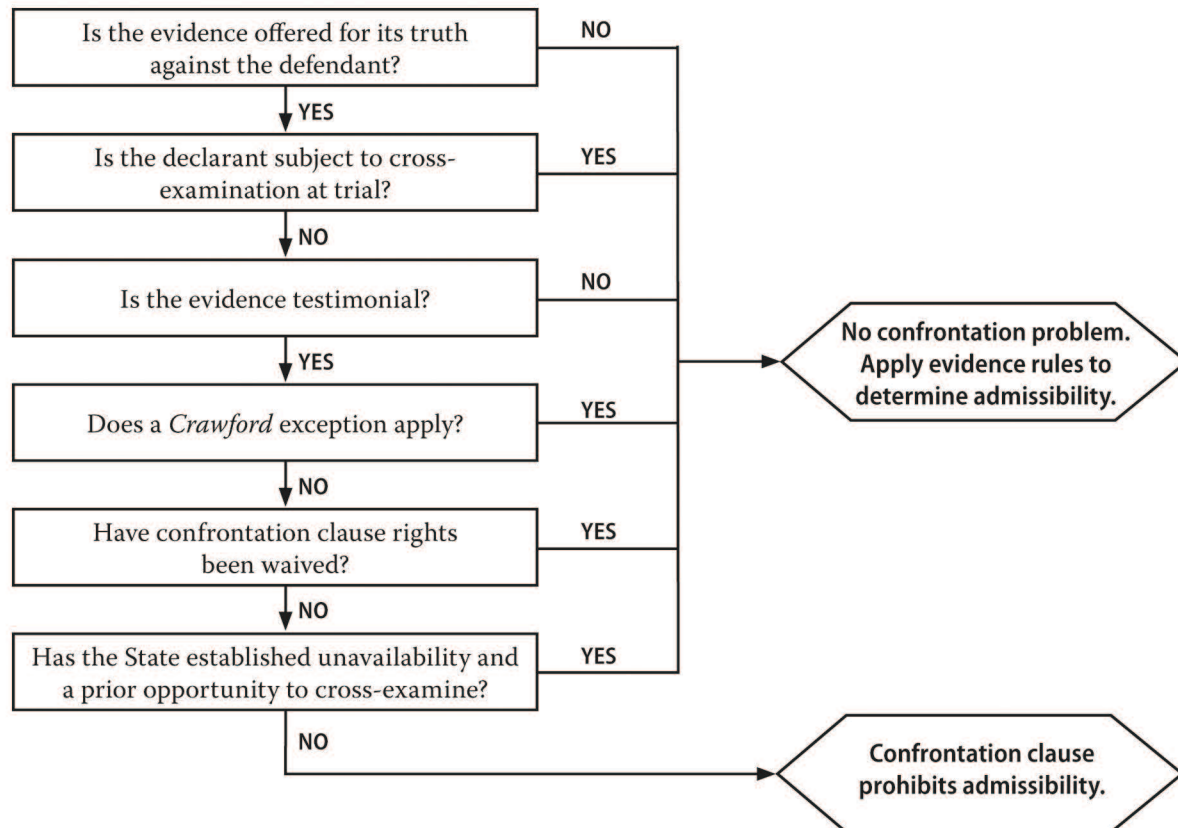 Is the evidence offered for its truth
against the defendant?
NO
YES
Is the declarant subject to cross-
examination at trial?
YES
NO
Is the evidence testimonial?
NO
No confrontation problem.
Apply evidence rules to
determine admissibility.
YES
Does a Crawford exception apply?
YES
NO
Have confrontation clause rights
been waived?
YES
NO
Has the State established unavailability and
a prior opportunity to cross-examine?
YES
NO
Confrontation clause
prohibits admissibility.